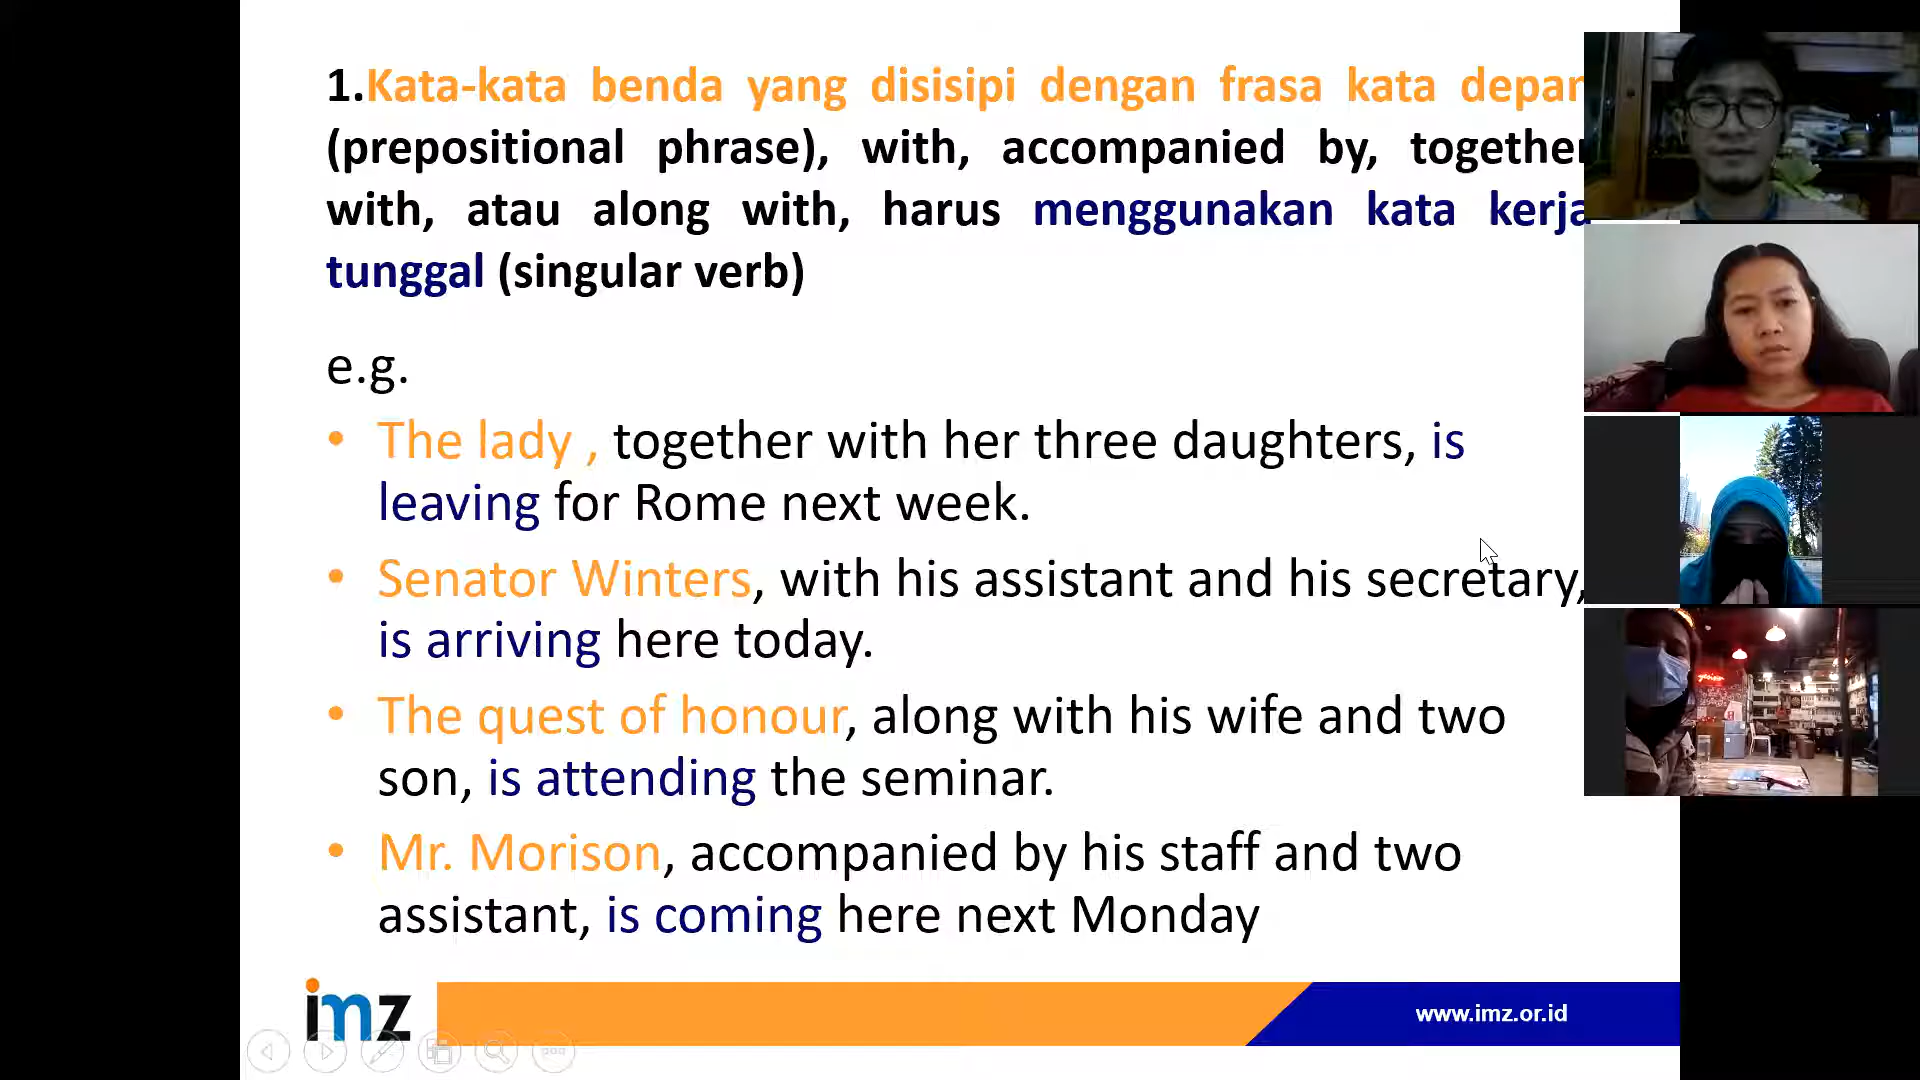 1.Kata-kata benda yang disisipi dengan frasa kata depan
(prepositional phrase), with, accompanied by, together
with, atau along with, harus menggunakan kata kerja
tunggal (singular verb)
e.g.
• The lady , together with her three daughters, is
leaving for Rome next week.
• Senator Winters, with his assistant and his secretary,
is arriving here today.
• The quest of honour, along with his wife and two
son, is attending the seminar.
• Mr. Morison, accompanied by his staff and two
assistant, is coming here next Monday
imz
www.imz.or.id